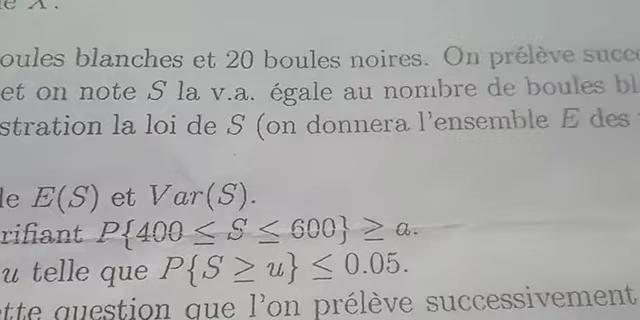 oules blanches et 20 boules noires. On prélève succe
et on note S la v.a. égale au nombre de boules bl
stration la loi de S (on donnera l'ensemble E des
le E(S) et Var(S).
rifiant P{400 ≤ S ≤ 600} ≥ a.
u telle que P{S ≥ u} ≤ 0.05.
tte question que l'on prélève successivement